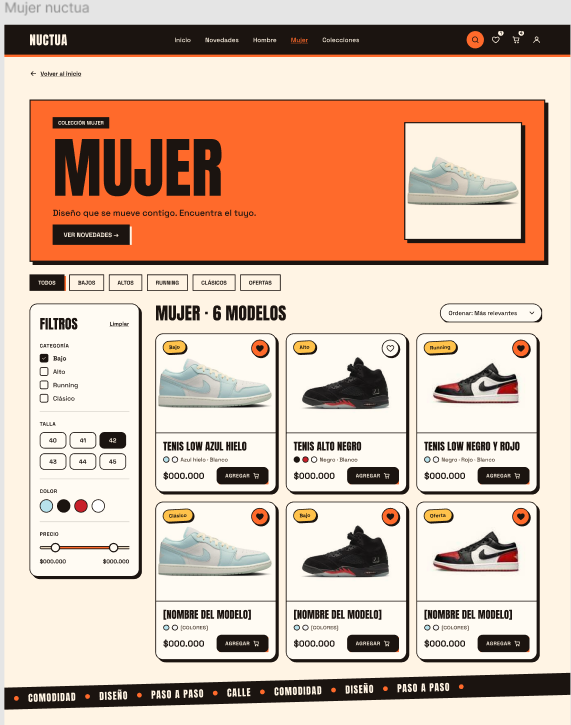 Mujer nuctua
NUCTUA
Inicio Novedades Hombre Mujer Colecciones
← Volver al inicio
COLECCIÓN MUJER
MUJER
Diseño que se mueve contigo. Encuentra el tuyo.
VER NOVEDADES →
TODOS BAJOS ALTOS RUNNING CLÁSICOS OFERTAS
FILTROS Limpiar
CATEGORÍA
Bajo
Alto
Running
Clásico
TALLA
40 41 42
43 44 45
COLOR
PRECIO
$000.000 $000.000
MUJER · 6 MODELOS
Ordenar: Más relevantes
Bajo
TENIS LOW AZUL HIELO
Azul hielo · Blanco
$000.000 AGREGAR
Alto
TENIS ALTO NEGRO
Negro · Blanco
$000.000 AGREGAR
Running
TENIS LOW NEGRO Y ROJO
Negro · Rojo · Blanco
$000.000 AGREGAR
Clásico
[NOMBRE DEL MODELO]
[COLORES]
$000.000 AGREGAR
Bajo
[NOMBRE DEL MODELO]
[COLORES]
$000.000 AGREGAR
Oferta
[NOMBRE DEL MODELO]
[COLORES]
$000.000 AGREGAR
COMODIDAD • DISEÑO • PASO A PASO • CALLE • COMODIDAD • DISEÑO • PASO A PASO